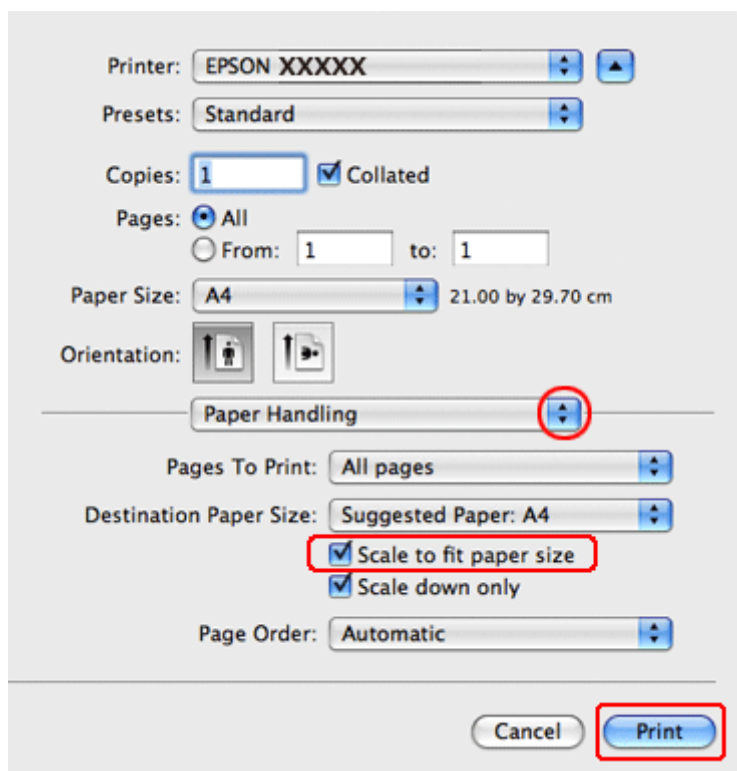 Printer: EPSON XXXXX
Presets: Standard
Copies: 1 Collated
Pages: All
From: 1 to: 1
Paper Size: A4 21.00 by 29.70 cm
Orientation:
Paper Handling
Pages To Print: All pages
Destination Paper Size: Suggested Paper: A4
Scale to fit paper size
Scale down only
Page Order: Automatic
Cancel Print